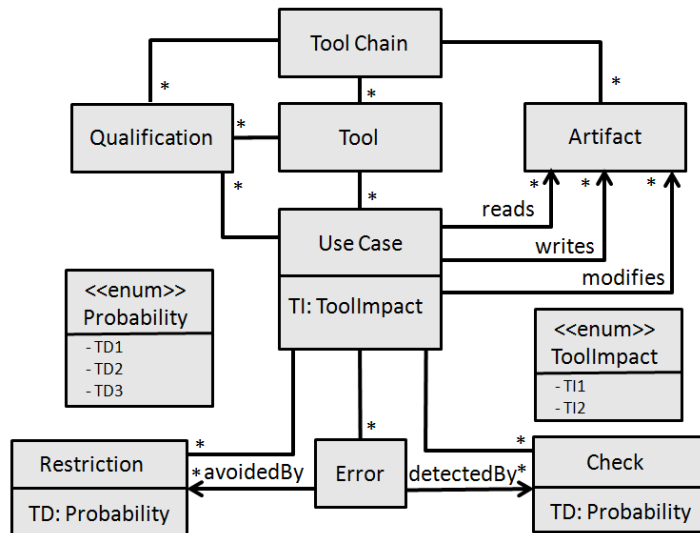 Tool Chain
*
*
*
Qualification
*
Tool
Artifact
*
*
*
*
*
reads
Use Case
writes
modifies
TI: ToolImpact
<<enum>>
Probability
- TD1
- TD2
- TD3
<<enum>>
ToolImpact
- TI1
- TI2
*
*
*
Restriction
*
avoidedBy
Error
detectedBy
*
Check
TD: Probability
TD: Probability